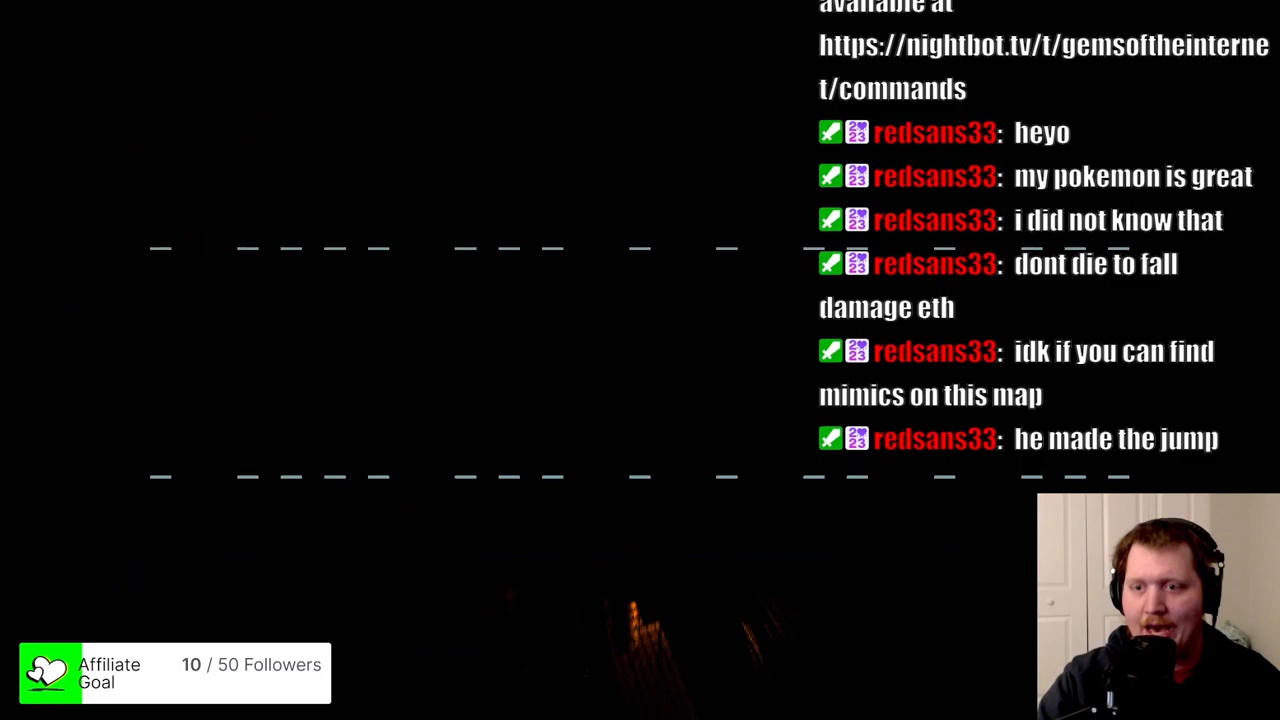 available at
https://nightbot.tv/t/gemsoftheinterne
t/commands
redsans33: heyo
redsans33: my pokemon is great
redsans33: i did not know that
redsans33: dont die to fall
damage eth
redsans33: idk if you can find
mimics on this map
redsans33: he made the jump
Affiliate Goal
10 / 50 Followers